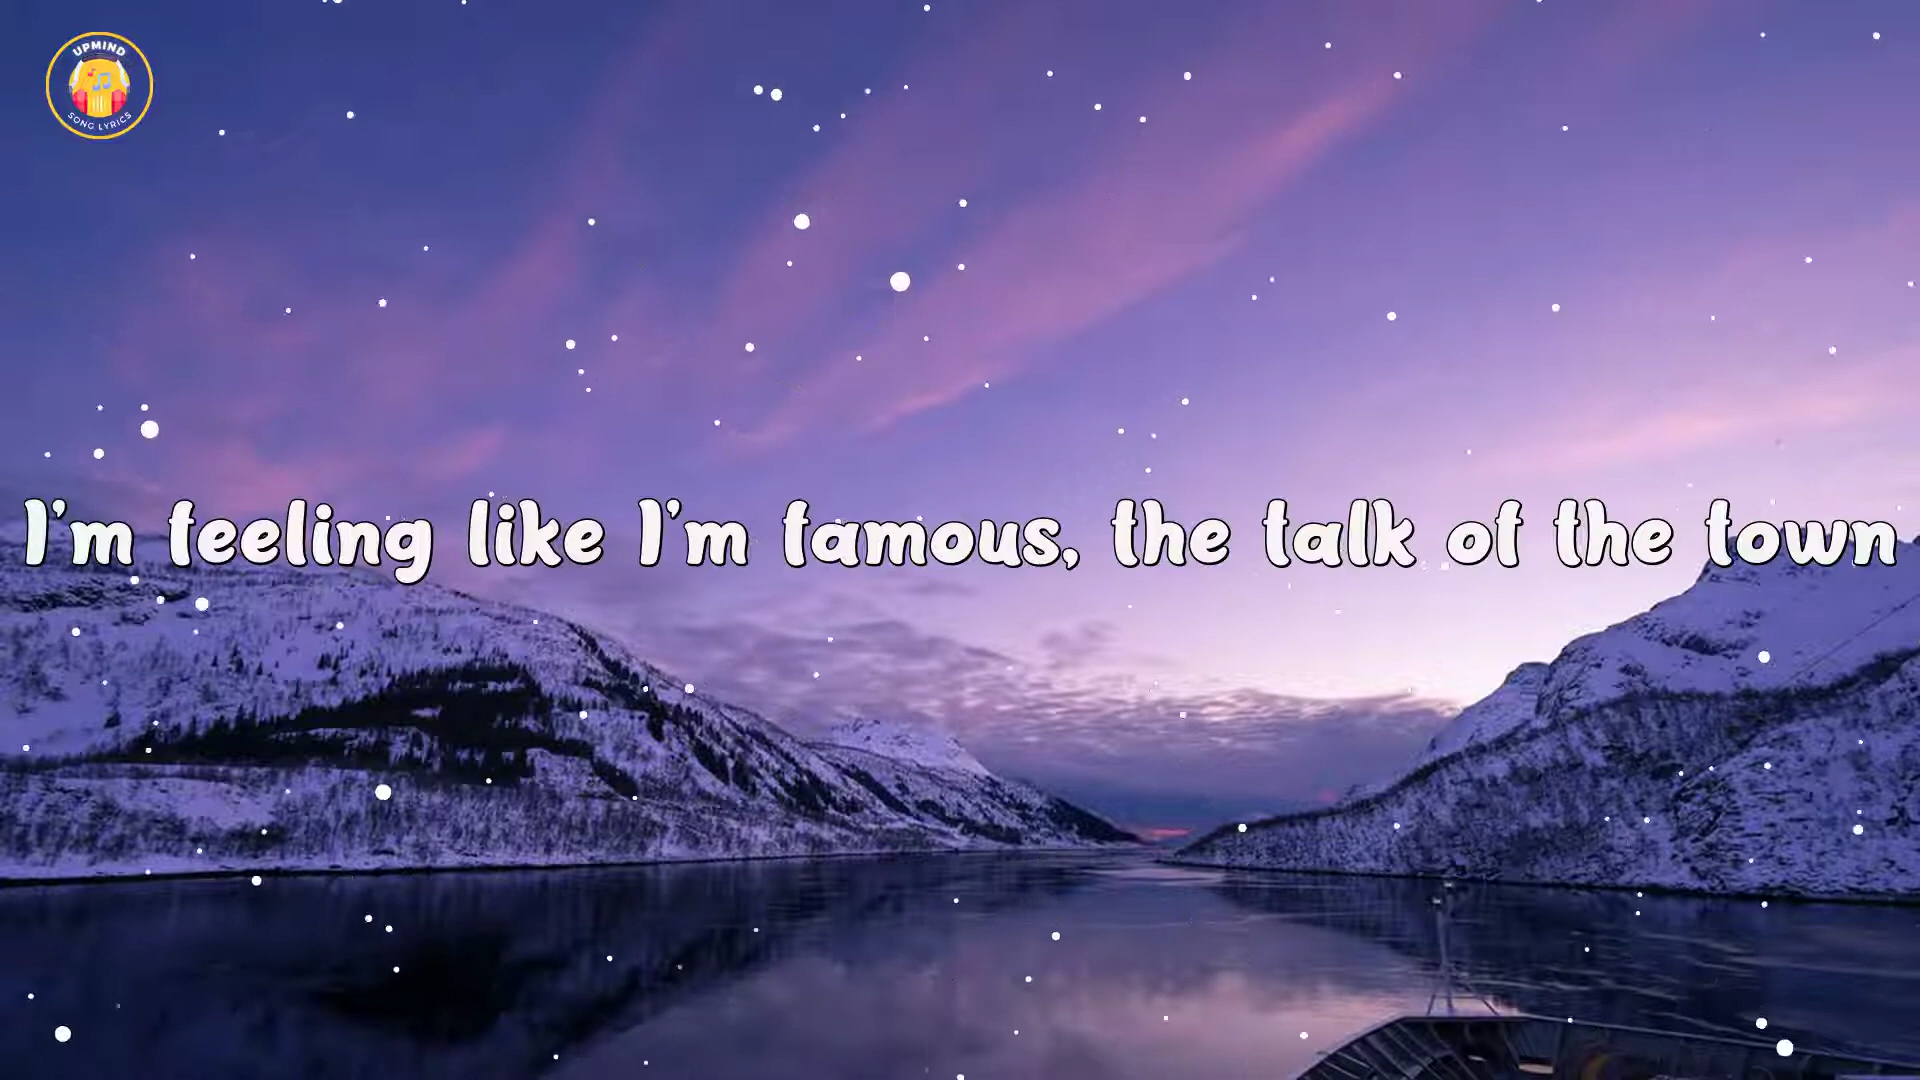 UPMIND
SONG LYRICS
I'm feeling like I'm famous, the talk of the town